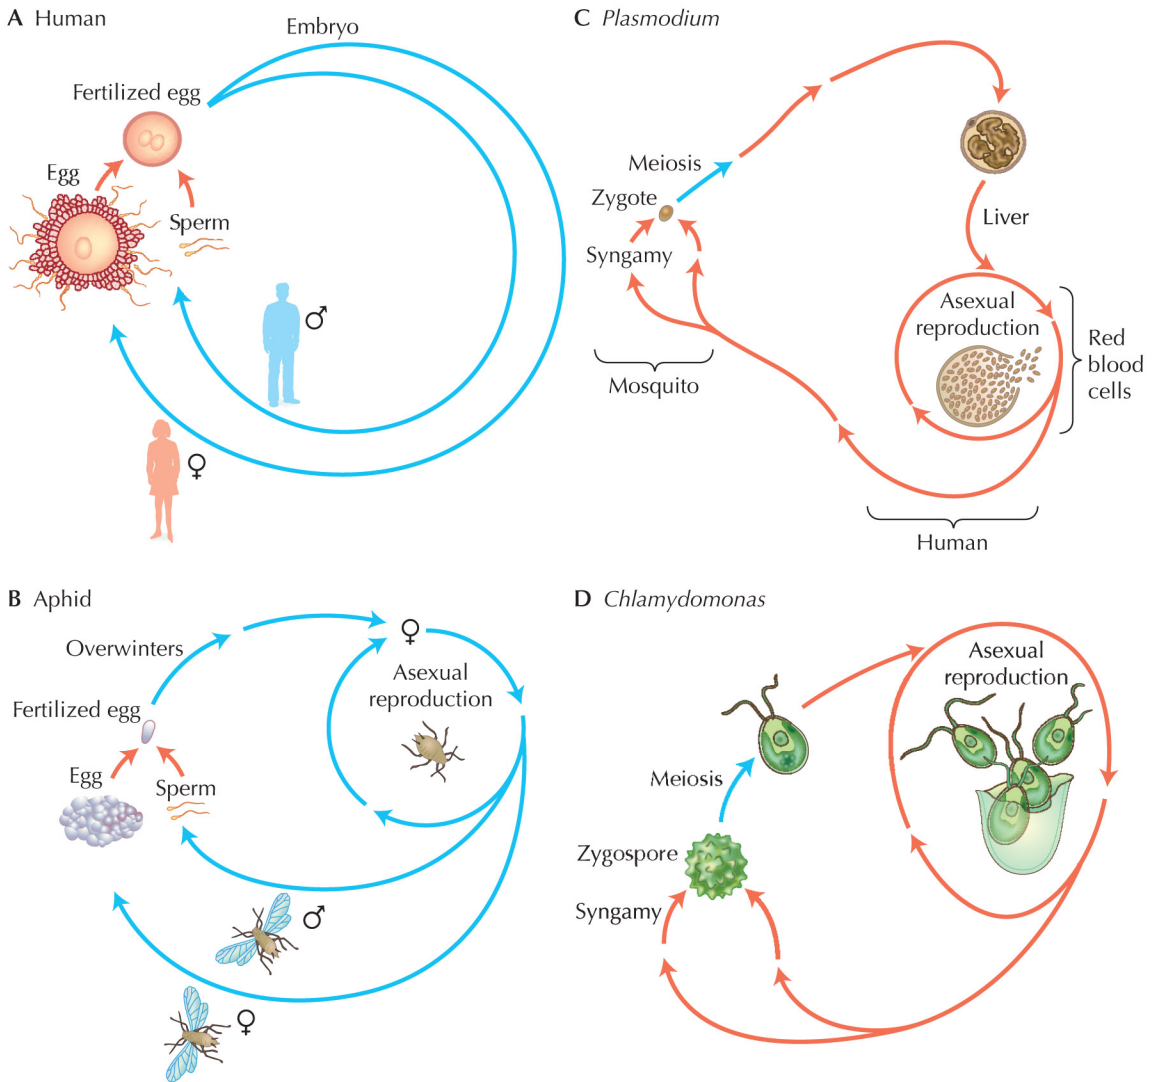 A Human
Embryo
Fertilized egg
Egg
Sperm
♂
♀
B Aphid
Overwinters
♀
Asexual
reproduction
Fertilized egg
Egg
Sperm
♂
♀
C Plasmodium
Meiosis
Zygote
Syngamy
Mosquito
Liver
Asexual
reproduction
Red
blood
cells
Human
D Chlamydomonas
Asexual
reproduction
Meiosis
Zygospore
Syngamy